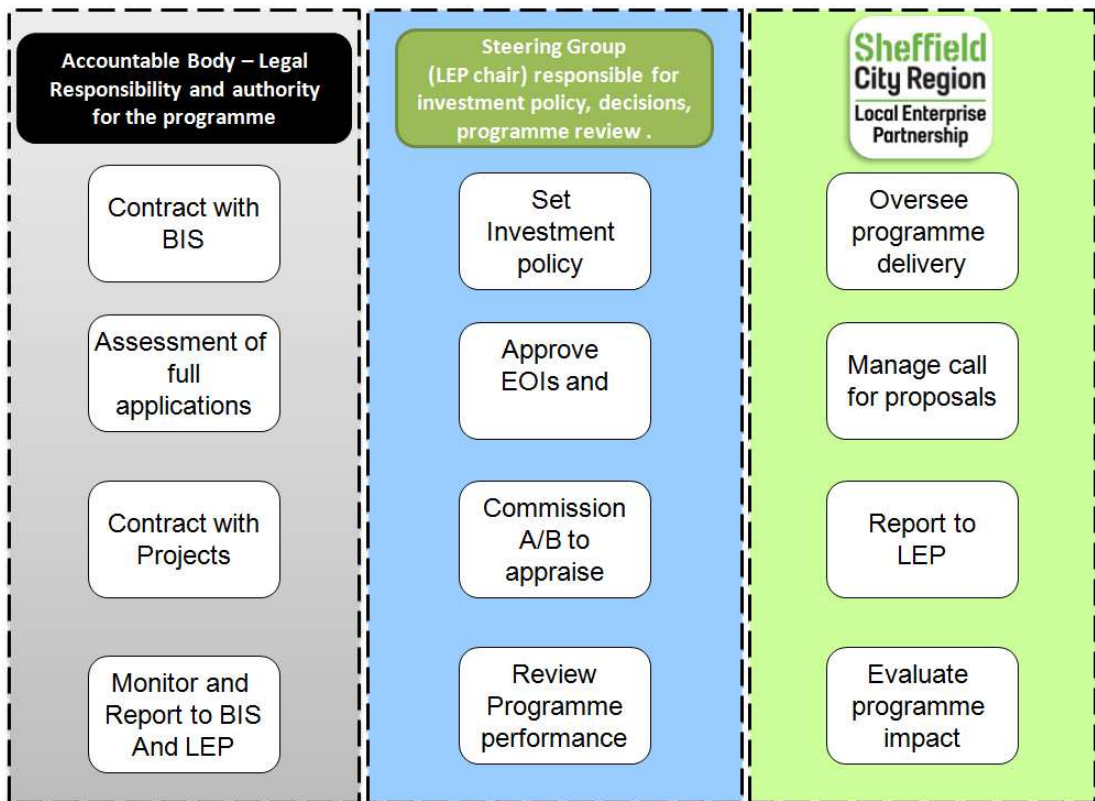 Accountable Body – Legal
Responsibility and authority
for the programme
Contract with
BIS
Assessment of
full
applications
Contract with
Projects
Monitor and
Report to BIS
And LEP
Steering Group
(LEP chair) responsible for
investment policy, decisions,
programme review .
Set
Investment
policy
Approve
EOIs and
Commission
A/B to
appraise
Review
Programme
performance
Sheffield
City Region
Local Enterprise
Partnership
Oversee
programme
delivery
Manage call
for proposals
Report to
LEP
Evaluate
programme
impact